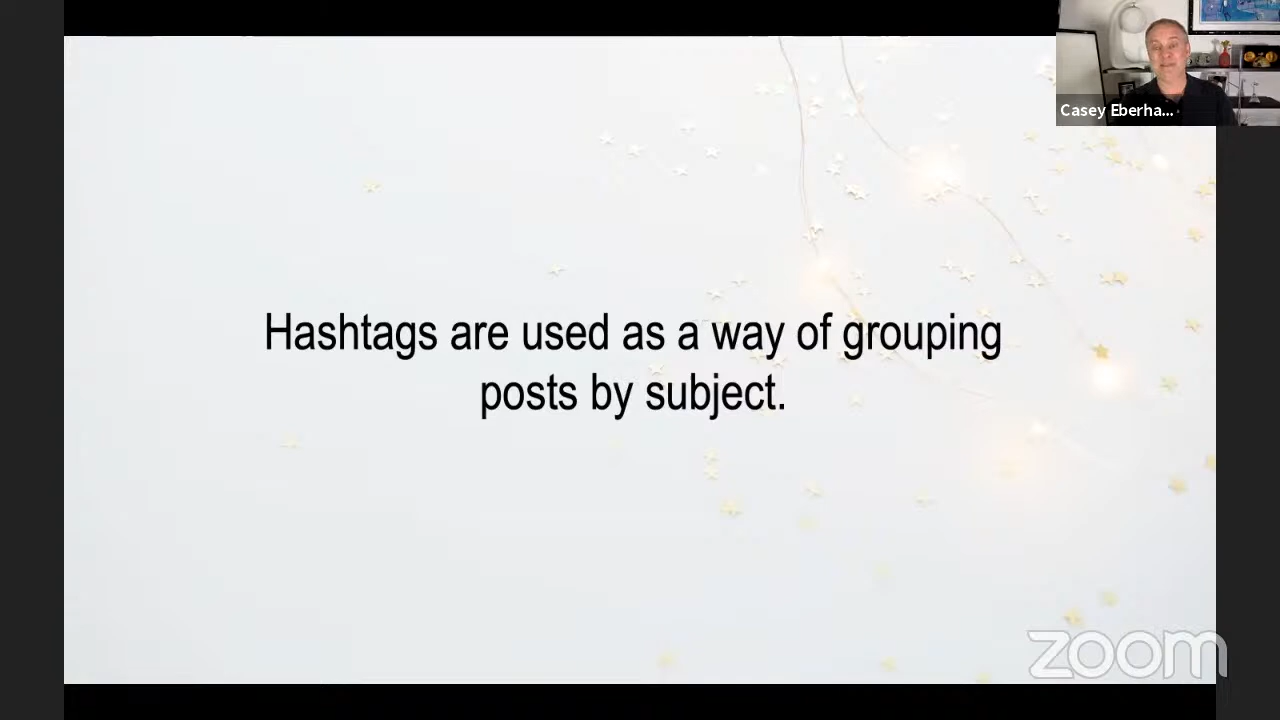 Casey Eberha...
Hashtags are used as a way of grouping
posts by subject.
zoom